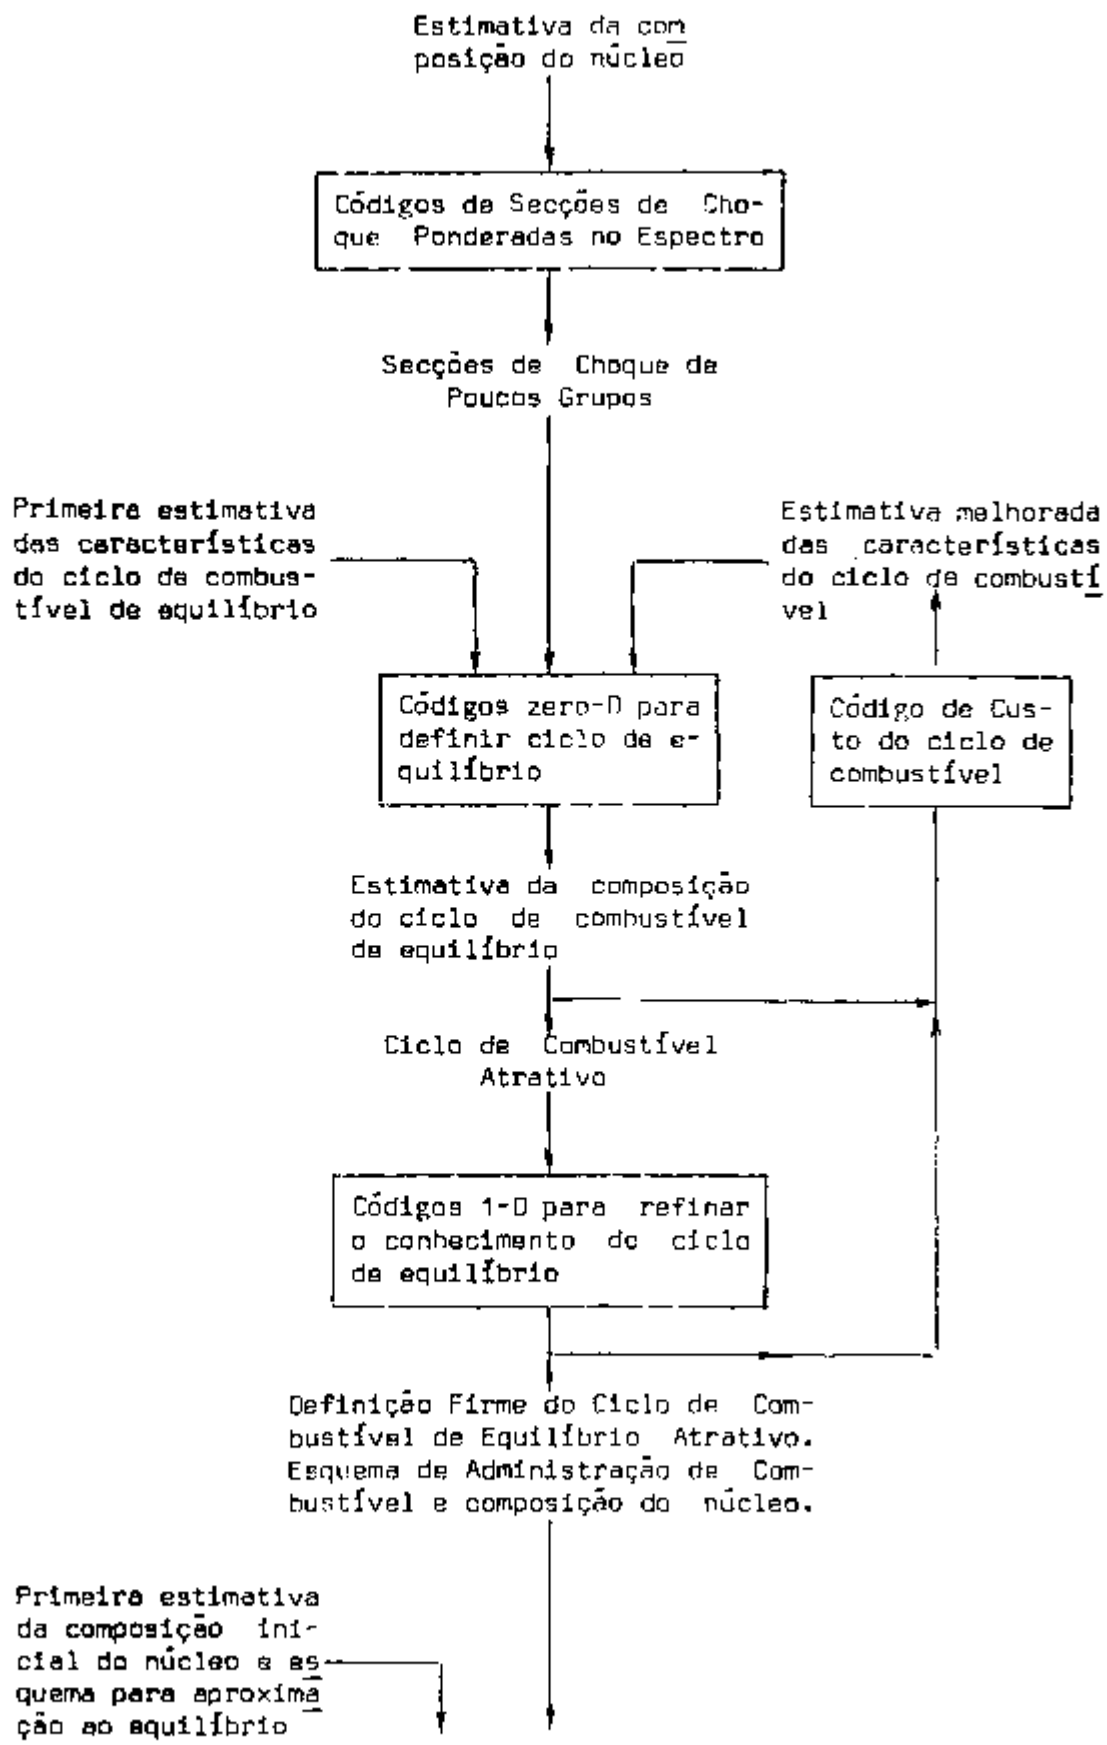 Estimativa da com
posição do núcleo
Códigos de Secções de Cho-
que Ponderadas no Espectro
Secções de Choque de
Poucos Grupos
Primeira estimativa
das características
do ciclo de combus-
tível de equilíbrio
Estimativa melhorada
das características
do ciclo de combustí
vel
Códigos zero-D para
definir ciclo de e-
quilíbrio
Código de Cus-
to do ciclo de
combustível
Estimativa da composição
do ciclo de combustível
de equilíbrio
Ciclo de Combustível
Atrativo
Códigos 1-D para refinar
o conhecimento do ciclo
de equilíbrio
Definição Firme do Ciclo de Com-
bustível de Equilíbrio Atrativo.
Esquema de Administração de Com-
bustível e composição do núcleo.
Primeira estimativa
da composição ini-
cial do núcleo e es
quema para aproxima
ção ao equilíbrio